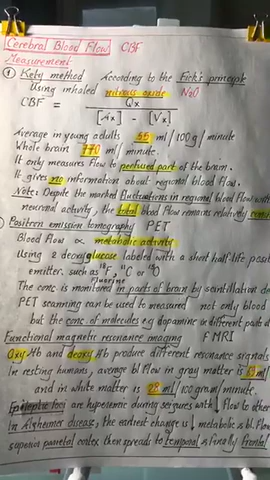 Cerebral Blood Flow CBF
Measurement
① Kety method According to the Fick's principle
Using inhaled nitrous oxide N₂O
CBF = Qx
[Ax] - [Vx]
Average in young adults 55 ml/100g/minute
Whole brain 770 ml/minute.
It only measures flow to perfused part of the brain.
It gives no information about regional blood flow.
Note: Despite the marked fluctuations in regional blood flow with
neuronal activity, the total blood flow remains relatively
Positron emission tomography PET
Blood flow ∝ metabolic activity
Using 2 deoxyglucose labeled with a short half-life posit
emitter. such as ¹⁸F, ¹¹C or ¹⁵O
Fluorine
The conc is monitored in parts of brain by scintillation de
PET scanning can be used to measured not only blood
but the conc. of molecules eg dopamine in different parts o
Functional magnetic resonance imaging FMRI
Oxy Hb and deoxy Hb produce different resonance signals
In resting humans, average bl flow in gray matter is ml
and in white matter is 28 ml/100gram/minute.
Epileptic foci are hyperemic during seizures with ↓ flow to other
In Alzheimer disease, the earliest change is ↓ metabolic & bl. flow
superior parietal cortex then spreads to temporal & finally frontal